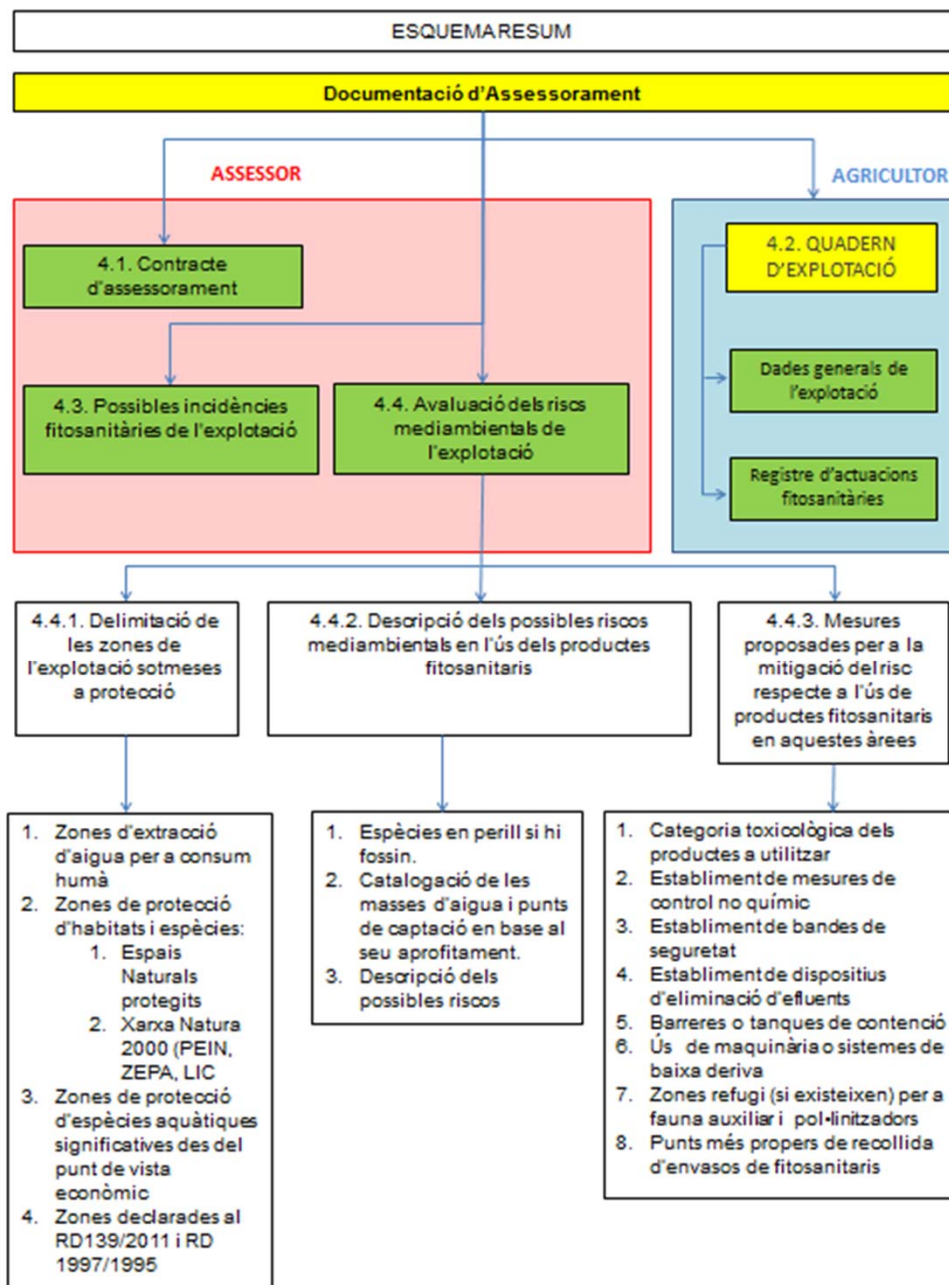 ESQUEMA RESUM
Documentació d'Assessorament
ASSESSOR
AGRICULTOR
4.1. Contracte
d'assessorament
4.2. QUADERN
D'EXPLOTACIÓ
4.3. Possibles incidències
fitosanitàries de l'explotació
4.4. Avaluació dels riscs
mediambientals de
l'explotació
Dades generals de
l'explotació
Registre d'actuacions
fitosanitàries
4.4.1. Delimitació de
les zones de
l'explotació sotmeses
a protecció
4.4.2. Descripció dels possibles riscos
mediambientals en l'ús dels productes
fitosanitaris
4.4.3. Mesures
proposades per a la
mitigació del risc
respecte a l'ús de
productes fitosanitaris
en aquestes àrees
1. Zones d'extracció
d'aigua per a consum
humà
2. Zones de protecció
d'habitats i espècies:
1. Espais
Naturals
protegits
2. Xarxa Natura
2000 (PEIN,
ZEPA, LIC
3. Zones de protecció
d'espècies aquàtiques
significatives des del
punt de vista
econòmic
4. Zones declarades al
RD139/2011 i RD
1997/1995
1. Espècies en perill si hi
fossin.
2. Catalogació de les
masses d'aigua i punts
de captació en base al
seu aprofitament.
3. Descripció dels
possibles riscos
1. Categoria toxicològica dels
productes a utilitzar
2. Establiment de mesures de
control no químic
3. Establiment de bandes de
seguretat
4. Establiment de dispositius
d'eliminació d'efluents
5. Barreres o tanques de contenció
6. Ús de maquinària o sistemes de
baixa deriva
7. Zones refugi (si existeixen) per a
fauna auxiliar i pol•linitzadors
8. Punts més propers de recollida
d'envasos de fitosanitaris